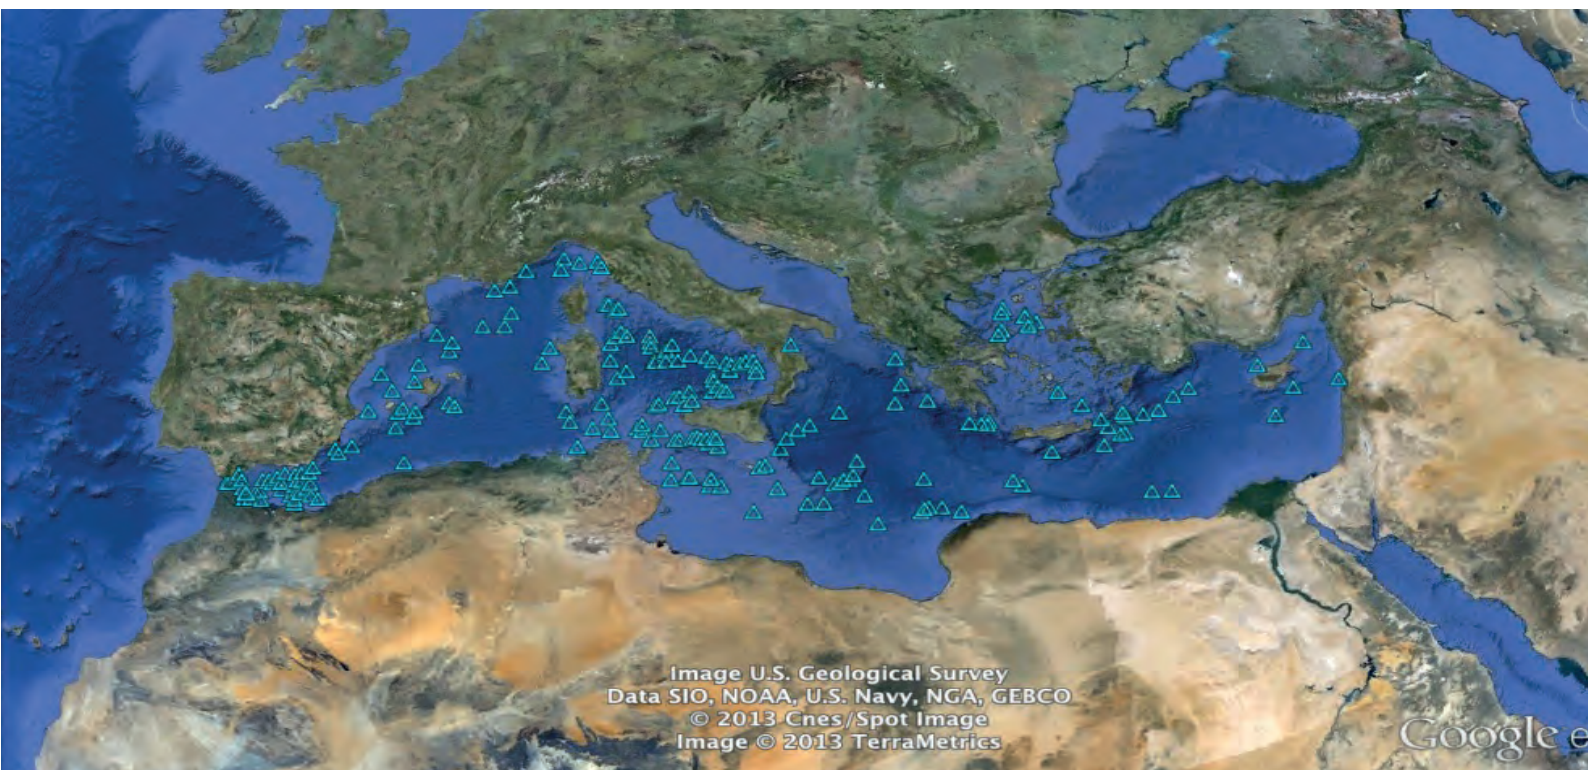 Image U.S. Geological Survey
Data SIO, NOAA, U.S. Navy, NGA, GEBCO
© 2013 Cnes/Spot Image
Image © 2013 TerraMetrics
Google e